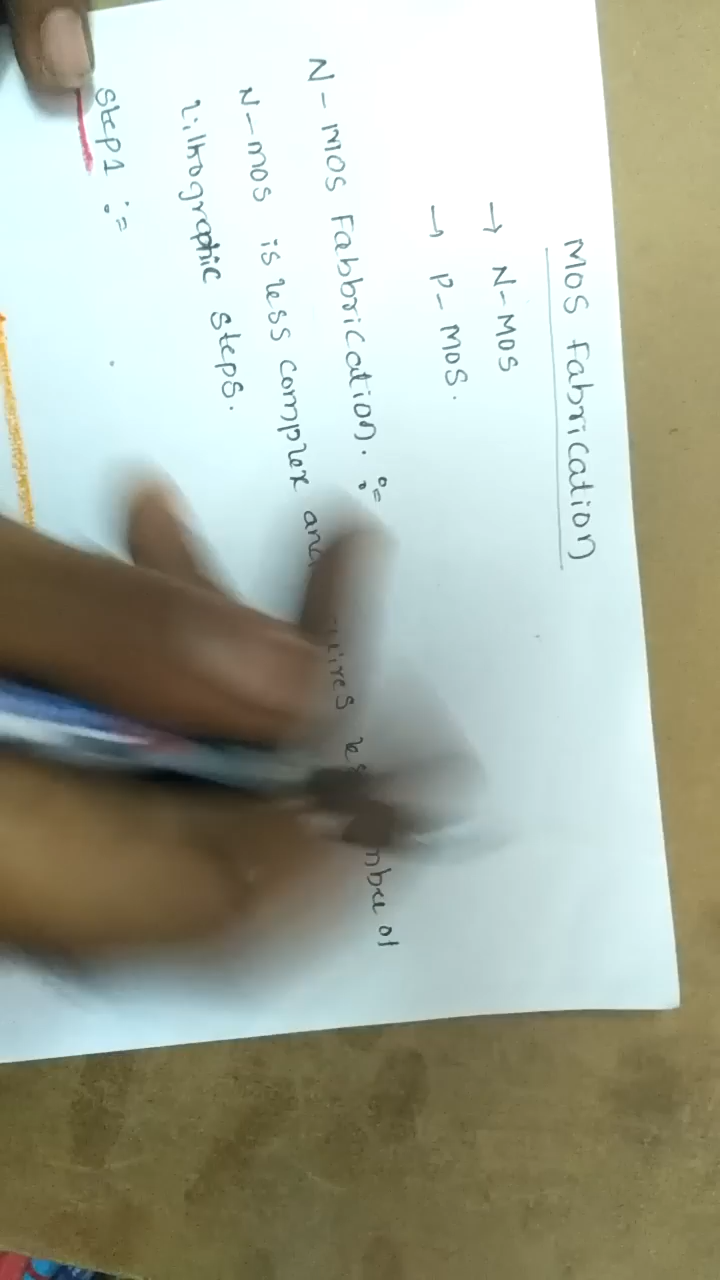 MOS Fabrication
→ N-MOS
→ P-MOS.
N-MOS Fabbrication. :=
N-mos is less complex and
Lithographic steps.
Step1 :=